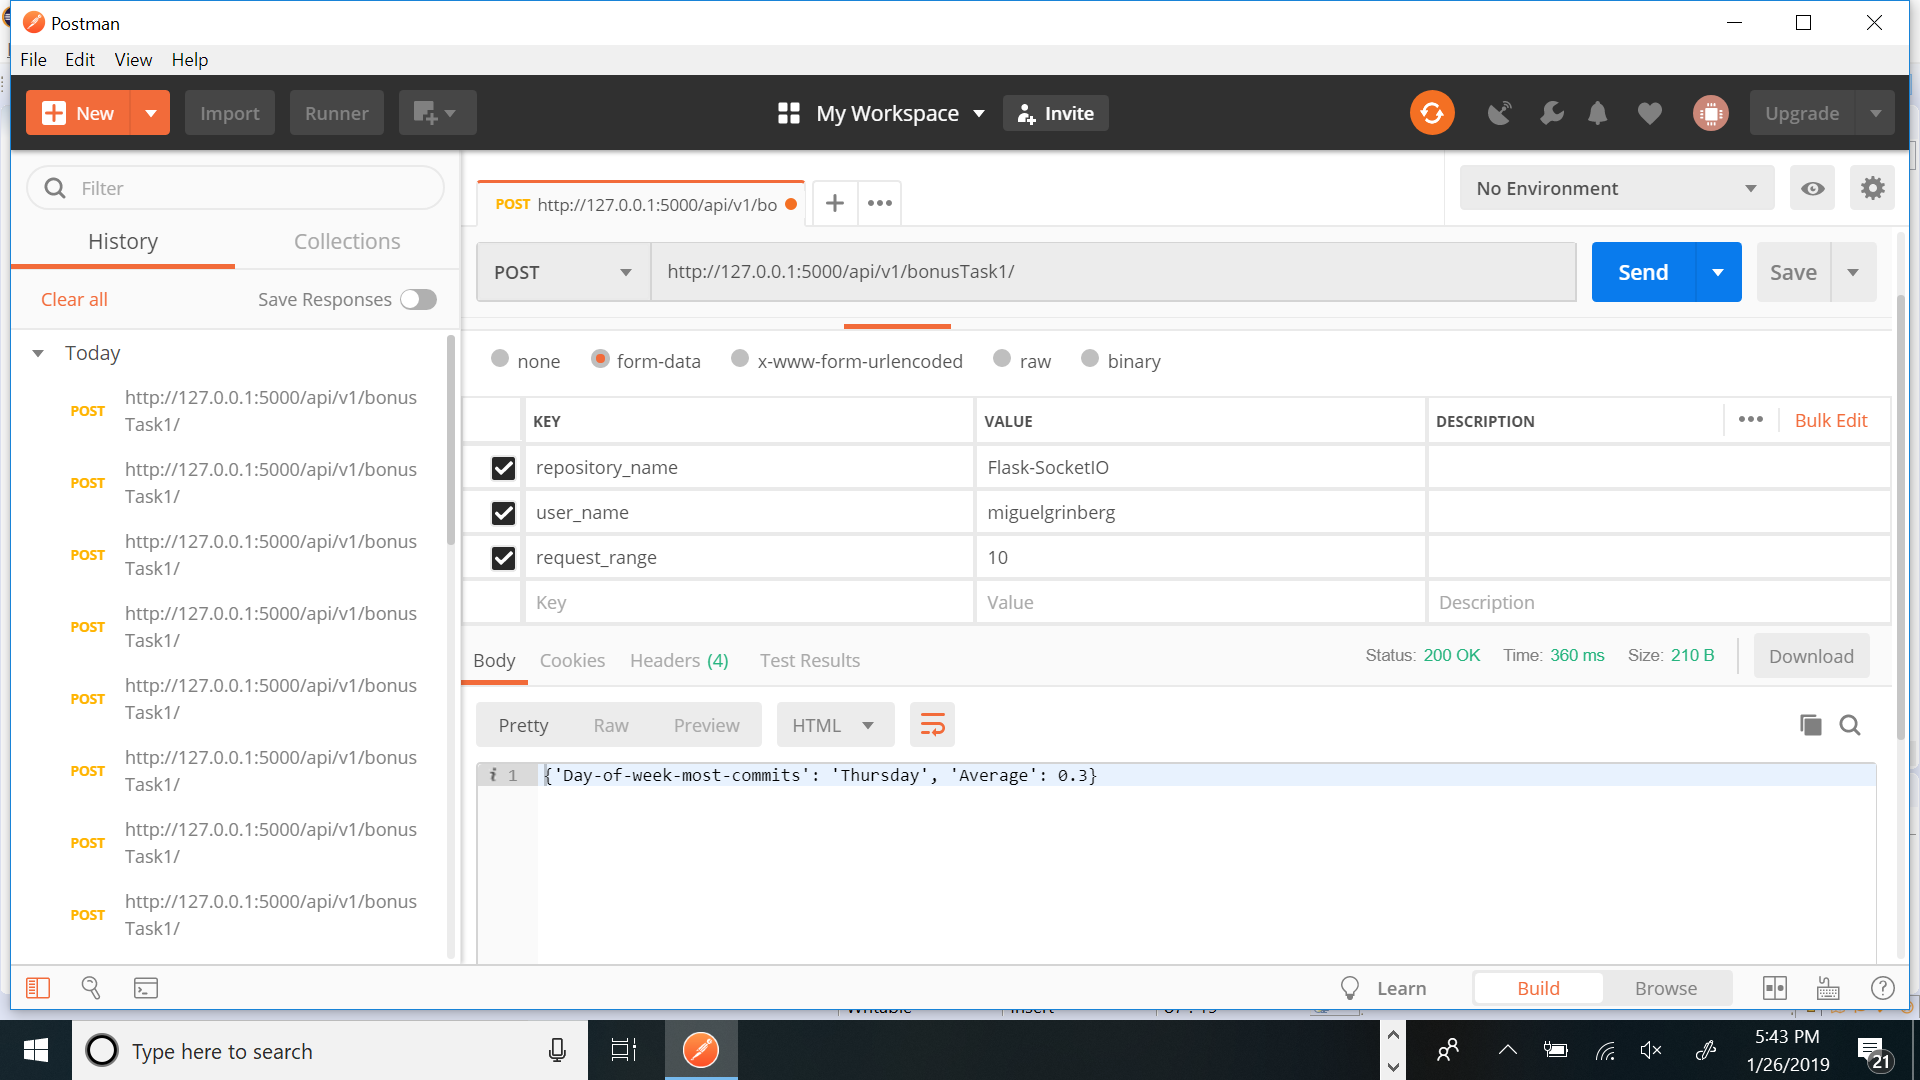 Postman
File Edit View Help
New Import Runner My Workspace Invite Upgrade
Filter
History Collections
Clear all Save Responses
Today
POST http://127.0.0.1:5000/api/v1/bonus
Task1/
POST http://127.0.0.1:5000/api/v1/bonus
Task1/
POST http://127.0.0.1:5000/api/v1/bonus
Task1/
POST http://127.0.0.1:5000/api/v1/bonus
Task1/
POST http://127.0.0.1:5000/api/v1/bonus
Task1/
POST http://127.0.0.1:5000/api/v1/bonus
Task1/
POST http://127.0.0.1:5000/api/v1/bonus
Task1/
POST http://127.0.0.1:5000/api/v1/bonus
Task1/
POST http://127.0.0.1:5000/api/v1/bo
No Environment
POST http://127.0.0.1:5000/api/v1/bonusTask1/ Send Save
none form-data x-www-form-urlencoded raw binary
KEY VALUE DESCRIPTION Bulk Edit
repository_name Flask-SocketIO
user_name miguelgrinberg
request_range 10
Key Value Description
Body Cookies Headers (4) Test Results Status: 200 OK Time: 360 ms Size: 210 B Download
Pretty Raw Preview HTML
i 1 {'Day-of-week-most-commits': 'Thursday', 'Average': 0.3}
Learn Build Browse
Type here to search
5:43 PM
1/26/2019
21